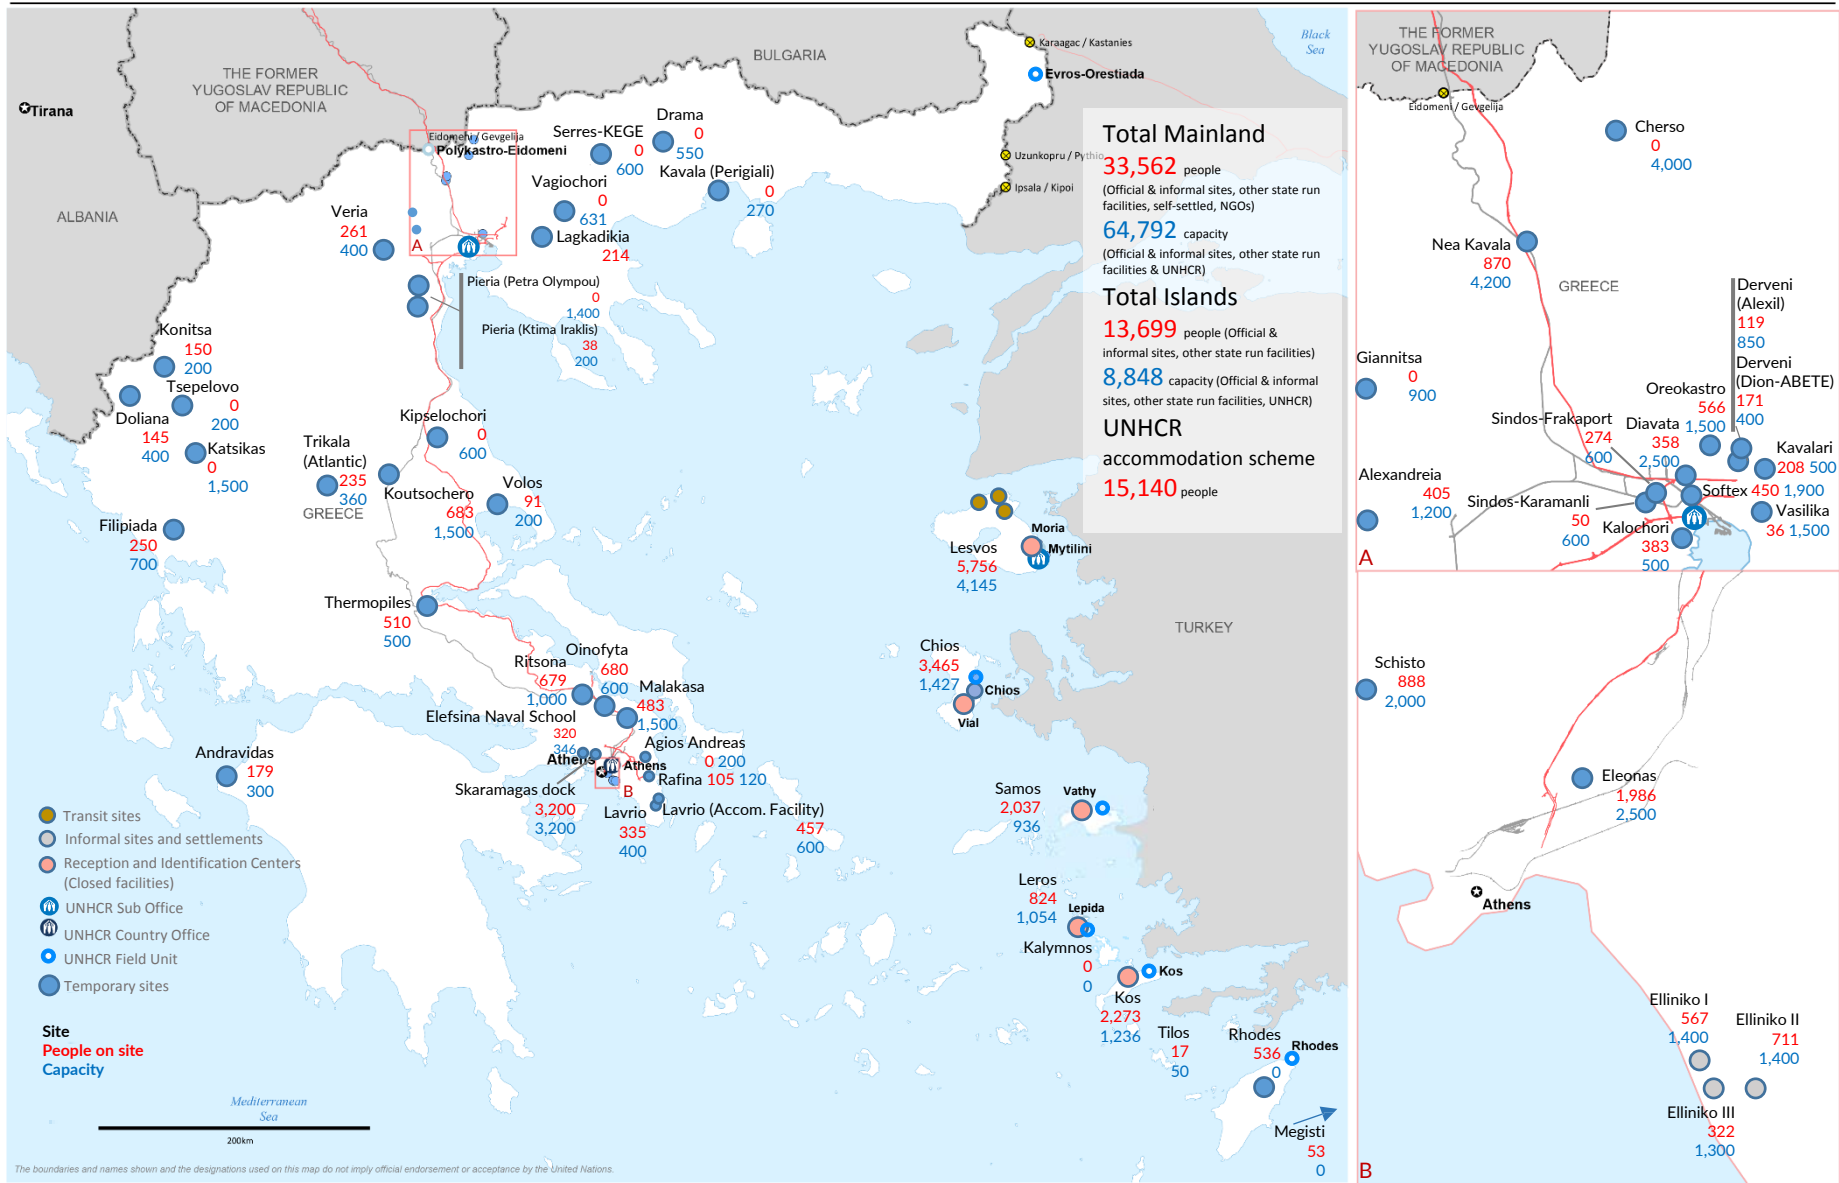 Tirana
ALBANIA
THE FORMER
YUGOSLAV REPUBLIC
OF MACEDONIA
BULGARIA
Black
Sea
Karaagac / Kastanies
Evros-Orestiada
Uzunkopru / Pythio
Ipsala / Kipoi
Eidomeni / Gevgelija
Polykastro-Eidomeni
A
Serres-KEGE
0
600
Drama
0
550
Vagiochori
0
631
Kavala (Perigiali)
0
270
Lagkadikia
214
Veria
261
400
Pieria (Petra Olympou)
0
1,400
Pieria (Ktima Iraklis)
38
200
Konitsa
150
200
Tsepelovo
0
200
Doliana
145
400
Katsikas
0
1,500
Trikala
(Atlantic)
235
360
GREECE
Kipselochori
0
600
Koutsochero
683
1,500
Volos
91
200
Filipiada
250
700
Thermopiles
510
500
Ritsona
679
1,000
Oinofyta
680
600
Malakasa
483
1,500
Elefsina Naval School
320
346
Athens
Athens
B
Agios Andreas
0 200
Rafina 105 120
Skaramagas dock
3,200
3,200
Lavrio
335
400
Lavrio (Accom. Facility)
457
600
Andravidas
179
300
Total Mainland
33,562 people
(Official & informal sites, other state run
facilities, self-settled, NGOs)
64,792 capacity
(Official & informal sites, other state run
facilities & UNHCR)
Total Islands
13,699 people (Official &
informal sites, other state run facilities)
8,848 capacity (Official & informal
sites, other state run facilities, UNHCR)
UNHCR
accommodation scheme
15,140 people
Moria
Mytilini
Lesvos
5,756
4,145
TURKEY
Chios
3,465
1,427
Chios
Vial
Samos
2,037
936
Vathy
Leros
824
1,054
Lepida
Kalymnos
0
0
Kos
Kos
2,273
1,236
Tilos
17
50
Rhodes
536
0
Rhodes
Megisti
53
0
Transit sites
Informal sites and settlements
Reception and Identification Centers
(Closed facilities)
UNHCR Sub Office
UNHCR Country Office
UNHCR Field Unit
Temporary sites
Site
People on site
Capacity
Mediterranean
Sea
200km
The boundaries and names shown and the designations used on this map do not imply official endorsement or acceptance by the United Nations.
THE FORMER
YUGOSLAV REPUBLIC
OF MACEDONIA
Eidomeni / Gevgelija
Cherso
0
4,000
Nea Kavala
870
4,200
GREECE
Derveni
(Alexil)
119
850
Derveni
(Dion-ABETE)
171
400
Giannitsa
0
900
Oreokastro
566
1,500
Sindos-Frakaport
274
600
Diavata
358
2,500
Kavalari
208 500
Alexandreia
405
1,200
Sindos-Karamanli
50
600
Softex 450 1,900
Vasilika
36 1,500
Kalochori
383
500
A
Schisto
888
2,000
Eleonas
1,986
2,500
Athens
Elliniko I
567
1,400
Elliniko II
711
1,400
Elliniko III
322
1,300
B